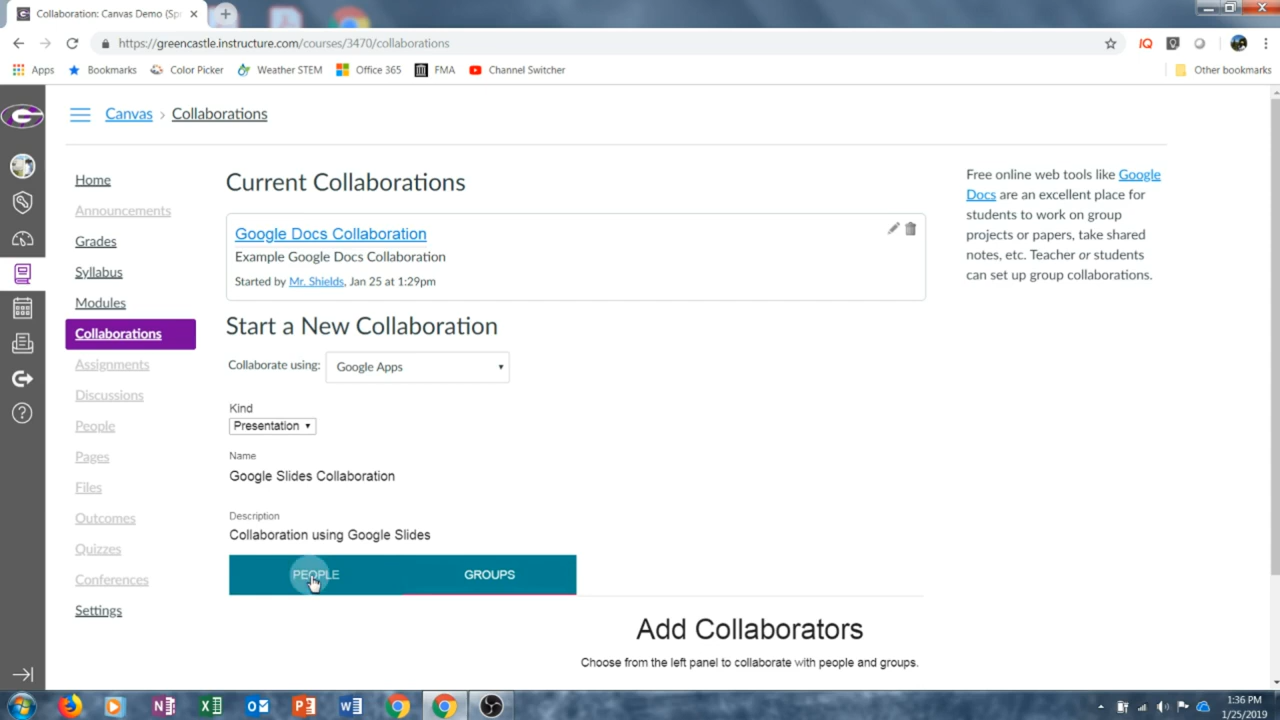 Collaboration: Canvas Demo (Spr
https://greencastle.instructure.com/courses/3470/collaborations
IQ
Apps
Bookmarks
Color Picker
Weather STEM
Office 365
FMA
Channel Switcher
Other bookmarks
Canvas > Collaborations
Home
Announcements
Grades
Syllabus
Modules
Collaborations
Assignments
Discussions
People
Pages
Files
Outcomes
Quizzes
Conferences
Settings
Current Collaborations
Google Docs Collaboration
Example Google Docs Collaboration
Started by Mr. Shields, Jan 25 at 1:29pm
Start a New Collaboration
Collaborate using: Google Apps
Kind
Presentation
Name
Google Slides Collaboration
Description
Collaboration using Google Slides
PEOPLE GROUPS
Add Collaborators
Choose from the left panel to collaborate with people and groups.
Free online web tools like Google
Docs are an excellent place for
students to work on group
projects or papers, take shared
notes, etc. Teacher or students
can set up group collaborations.
1:36 PM
1/25/2019